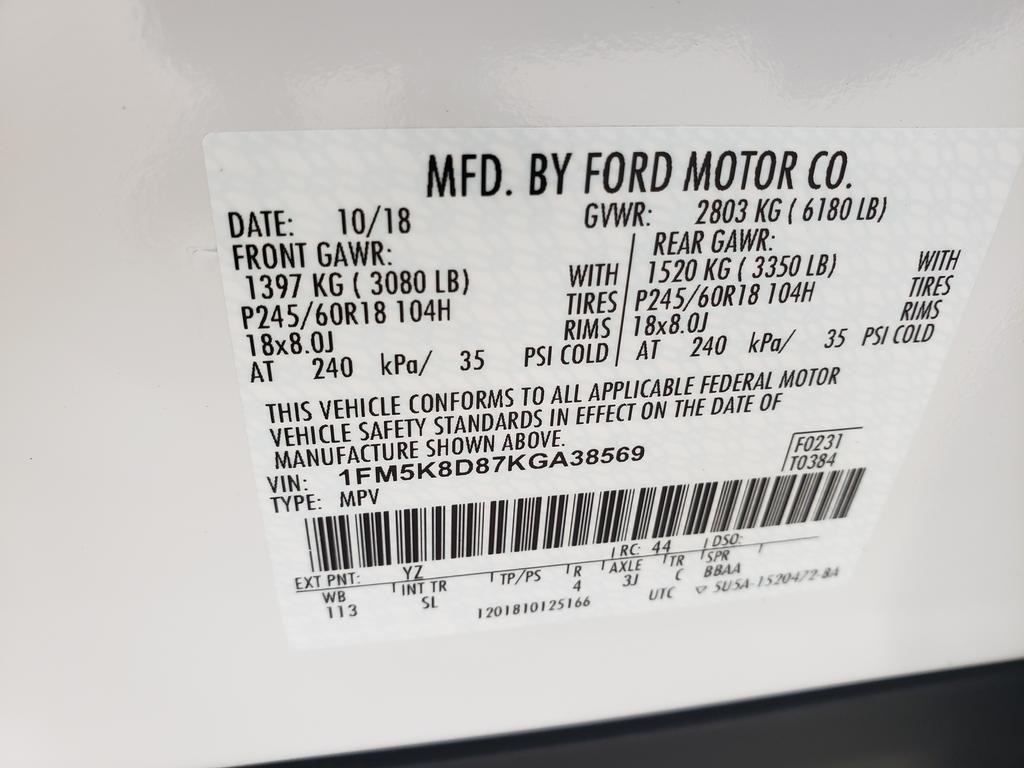 MFD. BY FORD MOTOR CO.
DATE: 10/18 GVWR: 2803 KG ( 6180 LB)
FRONT GAWR: REAR GAWR:
1397 KG ( 3080 LB) WITH 1520 KG ( 3350 LB) WITH
P245/60R18 104H TIRES P245/60R18 104H TIRES
18x8.0J RIMS 18x8.0J RIMS
AT 240 kPa/ 35 PSI COLD AT 240 kPa/ 35 PSI COLD
THIS VEHICLE CONFORMS TO ALL APPLICABLE FEDERAL MOTOR
VEHICLE SAFETY STANDARDS IN EFFECT ON THE DATE OF
MANUFACTURE SHOWN ABOVE.
VIN: 1FM5K8D87KGA38569 F0231
TYPE: MPV T0384
EXT PNT: YZ RC: 44 DSO:
WB INT TR TP/PS R AXLE TR SPR
113 SL 4 3J C BBAA
1201810125166 UTC ▽ 5U5A-1520472-BA